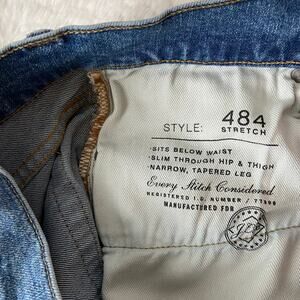 STYLE: 484
STRETCH
·SITS BELOW WAIST
·SLIM THROUGH HIP & THIGH
·NARROW, TAPERED LEG
Every Stitch Considered
REGISTERED I.D. NUMBER / 77398
MANUFACTURED FOR